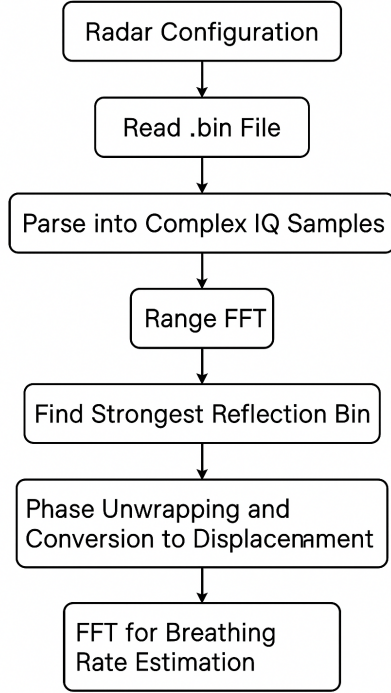 Radar Configuration
Read .bin File
Parse into Complex IQ Samples
Range FFT
Find Strongest Reflection Bin
Phase Unwrapping and
Conversion to Displacenament
FFT for Breathing
Rate Estimation